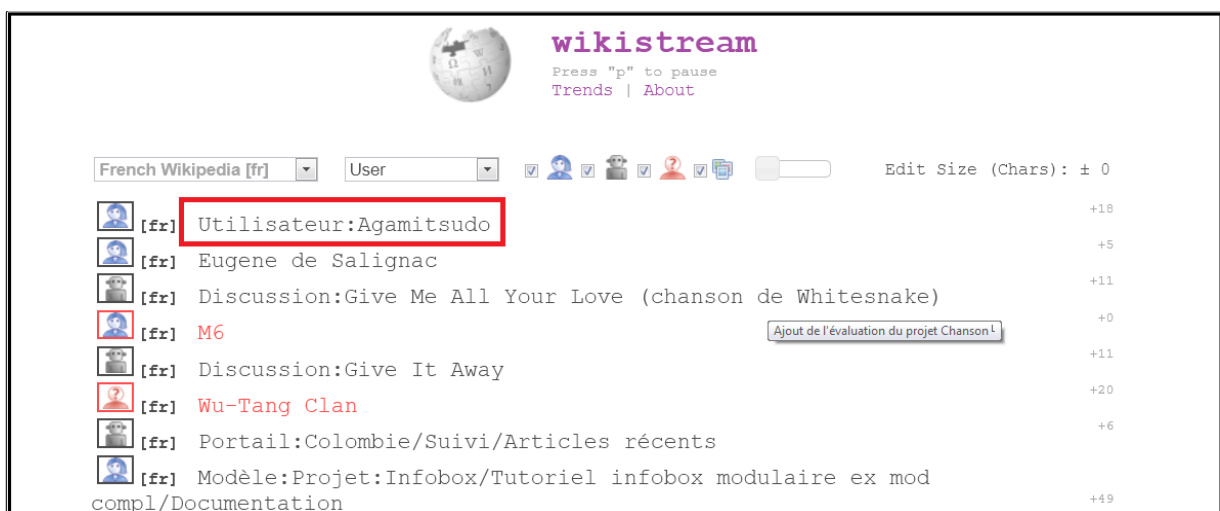 wikistream
Press "p" to pause
Trends | About
French Wikipedia [fr] User Edit Size (Chars): ± 0
[fr] Utilisateur:Agamitsudo +18
[fr] Eugene de Salignac +5
[fr] Discussion:Give Me All Your Love (chanson de Whitesnake) +11
[fr] M6 +0
Ajout de l'évaluation du projet Chanson
[fr] Discussion:Give It Away +11
[fr] Wu-Tang Clan +20
[fr] Portail:Colombie/Suivi/Articles récents +6
[fr] Modèle:Projet:Infobox/Tutoriel infobox modulaire ex mod
compl/Documentation +49